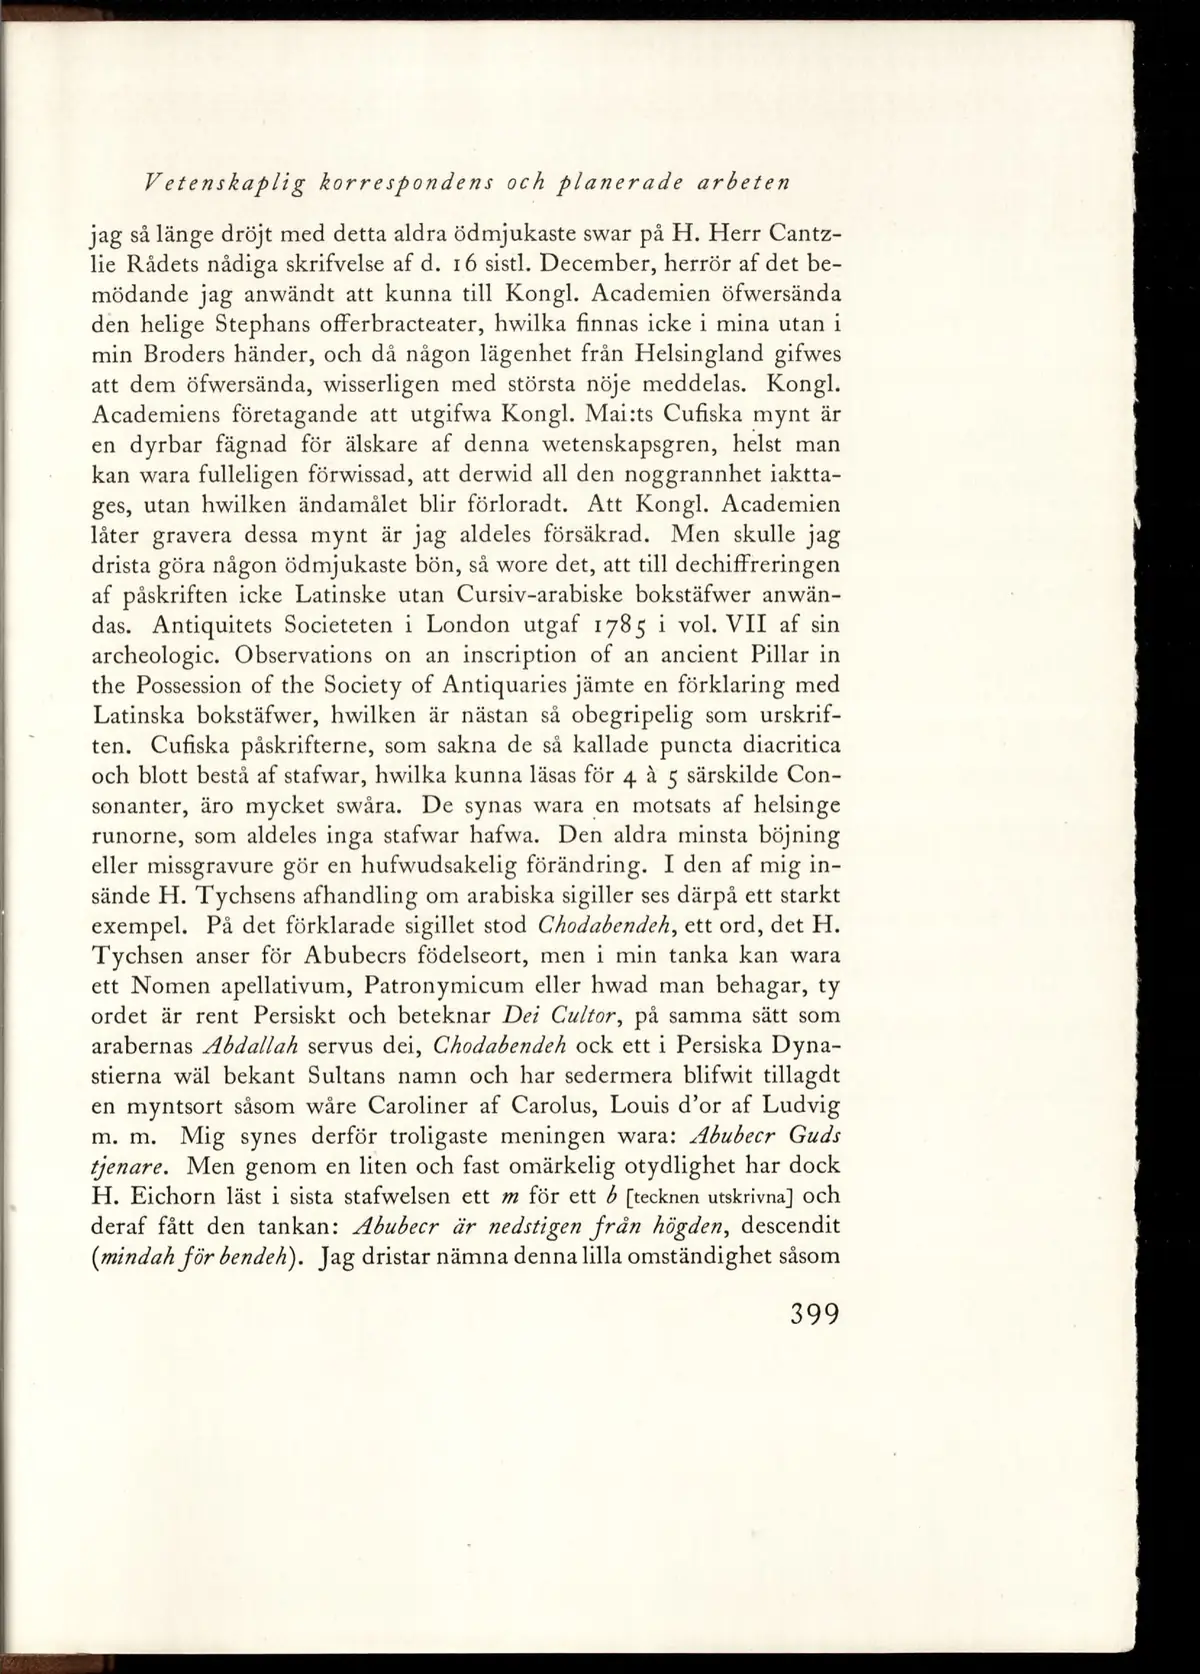 Vetenskaplig korrespondens och planerade arbeten
jag så länge dröjt med detta aldra ödmjukaste swar på H. Herr Cantz-
lie Rådets nådiga skrifvelse af d. 16 sistl. December, herrör af det be-
mödande jag anwändt att kunna till Kongl. Academien öfwersända
den helige Stephans offerbracteater, hwilka finnas icke i mina utan i
min Broders händer, och då någon lägenhet från Helsingland gifwes
att dem öfwersända, wisserligen med största nöje meddelas. Kongl.
Academiens företagande att utgifwa Kongl. Mai:ts Cufiska mynt är
en dyrbar fägnad för älskare af denna wetenskapsgren, helst man
kan wara fulleligen förwissad, att derwid all den noggrannhet iaktta-
ges, utan hwilken ändamålet blir förloradt. Att Kongl. Academien
låter gravera dessa mynt är jag aldeles försäkrad. Men skulle jag
drista göra någon ödmjukaste bön, så wore det, att till dechiffreringen
af påskriften icke Latinske utan Cursiv-arabiske bokstäfwer anwän-
das. Antiquitets Societeten i London utgaf 1785 i vol. VII af sin
archeologic. Observations on an inscription of an ancient Pillar in
the Possession of the Society of Antiquaries jämte en förklaring med
Latinska bokstäfwer, hwilken är nästan så obegripelig som urskrif-
ten. Cufiska påskrifterne, som sakna de så kallade puncta diacritica
och blott bestå af stafwar, hwilka kunna läsas för 4 à 5 särskilde Con-
sonanter, äro mycket swåra. De synas wara en motsats af helsinge
runorne, som aldeles inga stafwar hafwa. Den aldra minsta böjning
eller missgravure gör en hufwudsakelig förändring. I den af mig in-
sände H. Tychsens afhandling om arabiska sigiller ses därpå ett starkt
exempel. På det förklarade sigillet stod Chodabendeh, ett ord, det H.
Tychsen anser för Abubecrs födelseort, men i min tanka kan wara
ett Nomen apellativum, Patronymicum eller hwad man behagar, ty
ordet är rent Persiskt och beteknar Dei Cultor, på samma sätt som
arabernas Abdallah servus dei, Chodabendeh ock ett i Persiska Dyna-
stierna wäl bekant Sultans namn och har sedermera blifwit tillagdt
en myntsort såsom wåre Caroliner af Carolus, Louis d'or af Ludvig
m. m. Mig synes derför troligaste meningen wara: Abubecr Guds
tjenare. Men genom en liten och fast omärkelig otydlighet har dock
H. Eichorn läst i sista stafwelsen ett m för ett b [tecknen utskrivna] och
deraf fått den tankan: Abubecr är nedstigen från högden, descendit
(mindah för bendeh). Jag dristar nämna denna lilla omständighet såsom
399